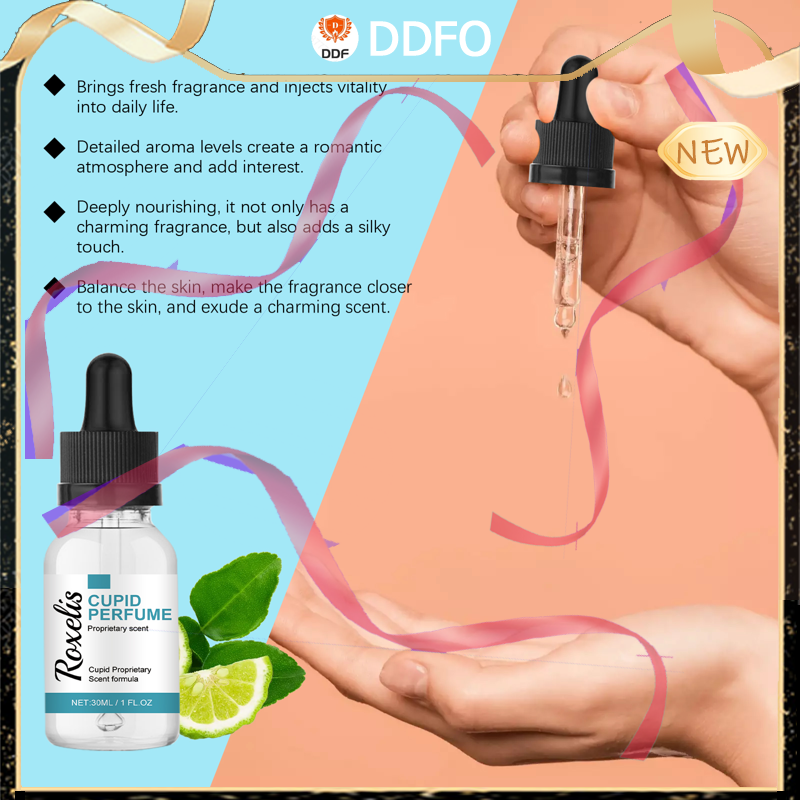 DDF
DDFO
Brings fresh fragrance and injects vitality
into daily life.
Detailed aroma levels create a romantic
atmosphere and add interest.
Deeply nourishing, it not only has a
charming fragrance, but also adds a silky
touch.
Balance the skin, make the fragrance closer
to the skin, and exude a charming scent.
NEW
Roxelis
CUPID
PERFUME
Proprietary scent
Cupid Proprietary
Scent formula
NET:30ML / 1 FL.OZ